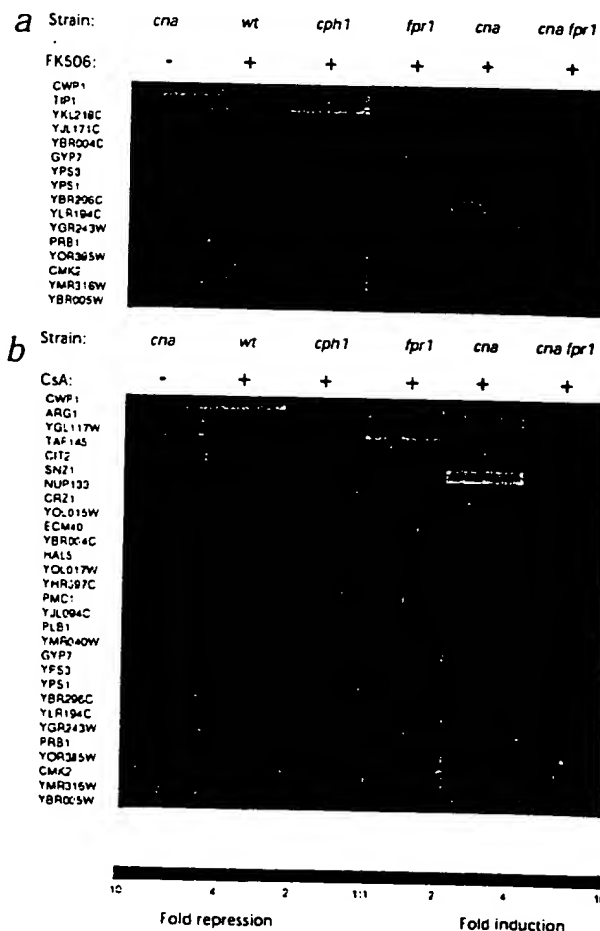 a Strain: cna wt cph1 fpr1 cna cna fpr1
FK506: - + + + + +
CWP1
TIP1
YKL218C
YJL171C
YBR004C
GYP7
YPS3
YPS1
YBR296C
YLR194C
YGR243W
PRB1
YOR385W
CMK2
YMR316W
YBR005W
b Strain: cna wt cph1 fpr1 cna cna fpr1
CsA: - + + + + +
CWP1
ARG1
YGL117W
TAF145
CIT2
SNZ1
NUP133
CRZ1
YOL015W
ECM40
YBR004C
HAL5
YOL017W
YHR097C
PMC1
YJL094C
PLB1
YMR040W
GYP7
YPS3
YPS1
YBR296C
YLR194C
YGR243W
PRB1
YOR385W
CMK2
YMR316W
YBR005W
10 4 2 1:1 2 4 10
Fold repression Fold induction